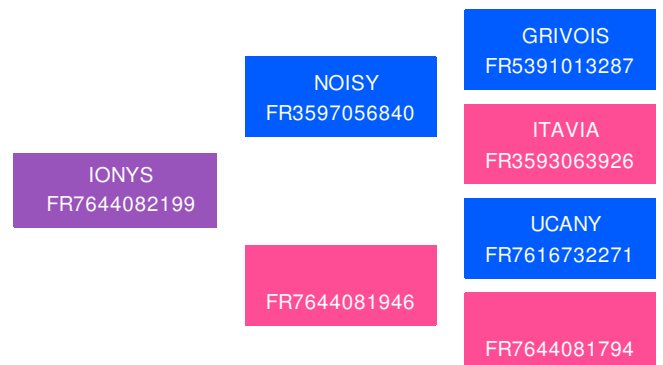 GRIVOIS
FR5391013287
NOISY
FR3597056840
ITAVIA
FR3593063926
IONYS
FR7644082199
UCANY
FR7616732271
FR7644081946
FR7644081794